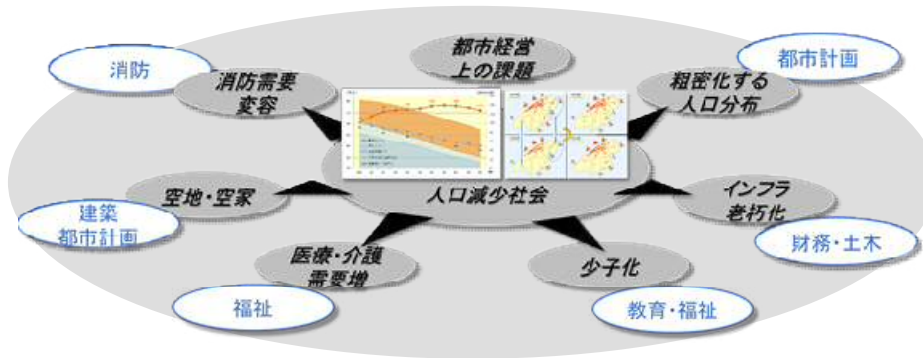 都市経営
上の課題
消防
消防需要
変容
都市計画
粗密化する
人口分布
人口減少社会
空地・空家
建築
都市計画
インフラ
老朽化
財務・土木
医療・介護
需要増
福祉
少子化
教育・福祉